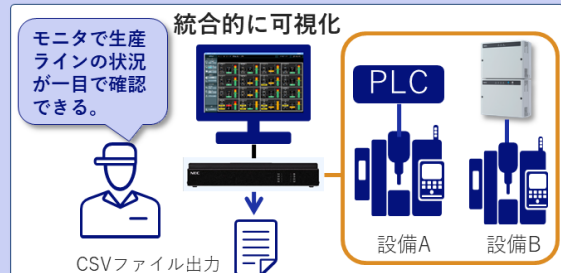 統合的に可視化
モニタで生産
ラインの状況
が一目で確認
できる。
PLC
NEC
設備A
設備B
CSVファイル出力